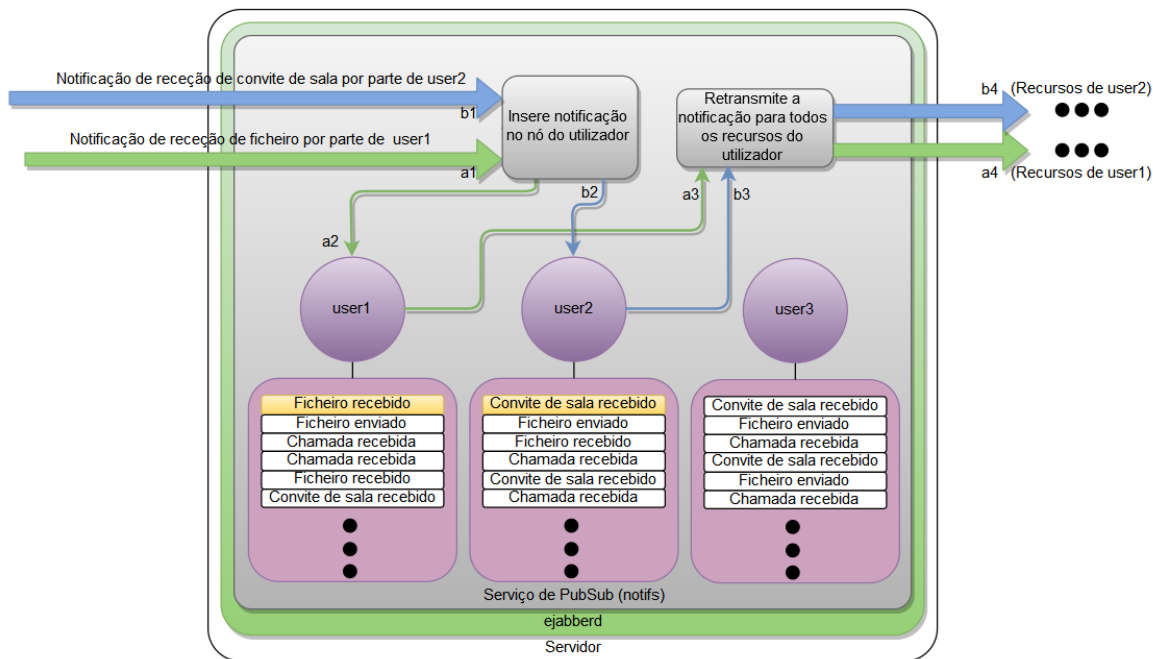 Notificação de receção de convite de sala por parte de user2
b1
Notificação de receção de ficheiro por parte de  user1
a1
Insere notificação
no nó do utilizador
Retransmite a
notificação para todos
os recursos do
utilizador
b4
(Recursos de user2)
a4
(Recursos de user1)
a2
b2
a3
b3
user1
user2
user3
Ficheiro recebido
Ficheiro enviado
Chamada recebida
Chamada recebida
Ficheiro recebido
Convite de sala recebido
Convite de sala recebido
Ficheiro enviado
Ficheiro recebido
Chamada recebida
Convite de sala recebido
Chamada recebida
Convite de sala recebido
Ficheiro enviado
Chamada recebida
Convite de sala recebido
Ficheiro enviado
Chamada recebida
Serviço de PubSub (notifs)
ejabberd
Servidor